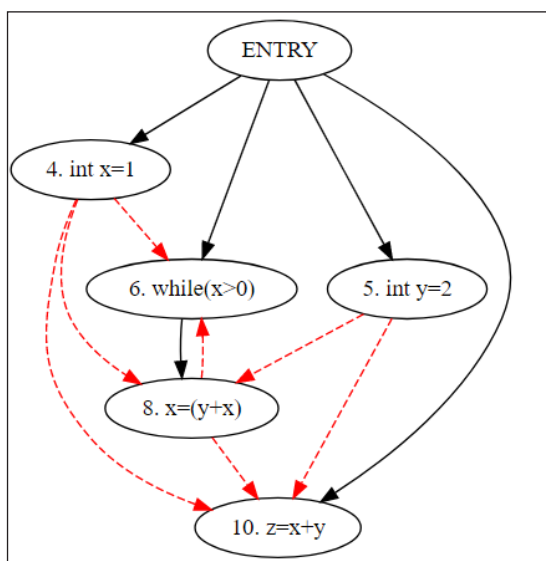 ENTRY
4. int x=1
6. while(x>0)
5. int y=2
8. x=(y+x)
10. z=x+y